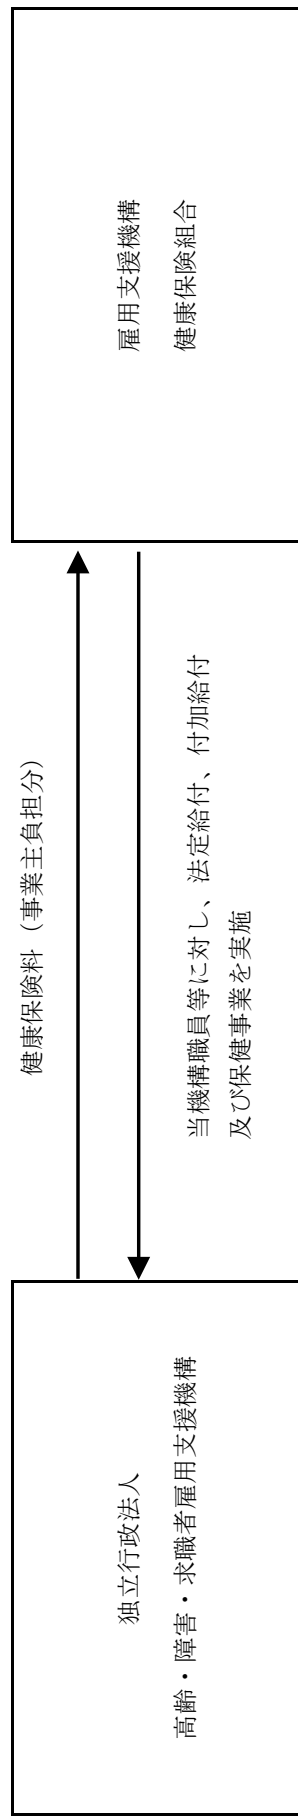 独立行政法人
高齢・障害・求職者雇用支援機構
健康保険料（事業主負担分）
当機構職員等に対し、法定給付、付加給付
及び保健事業を実施
雇用支援機構
健康保険組合